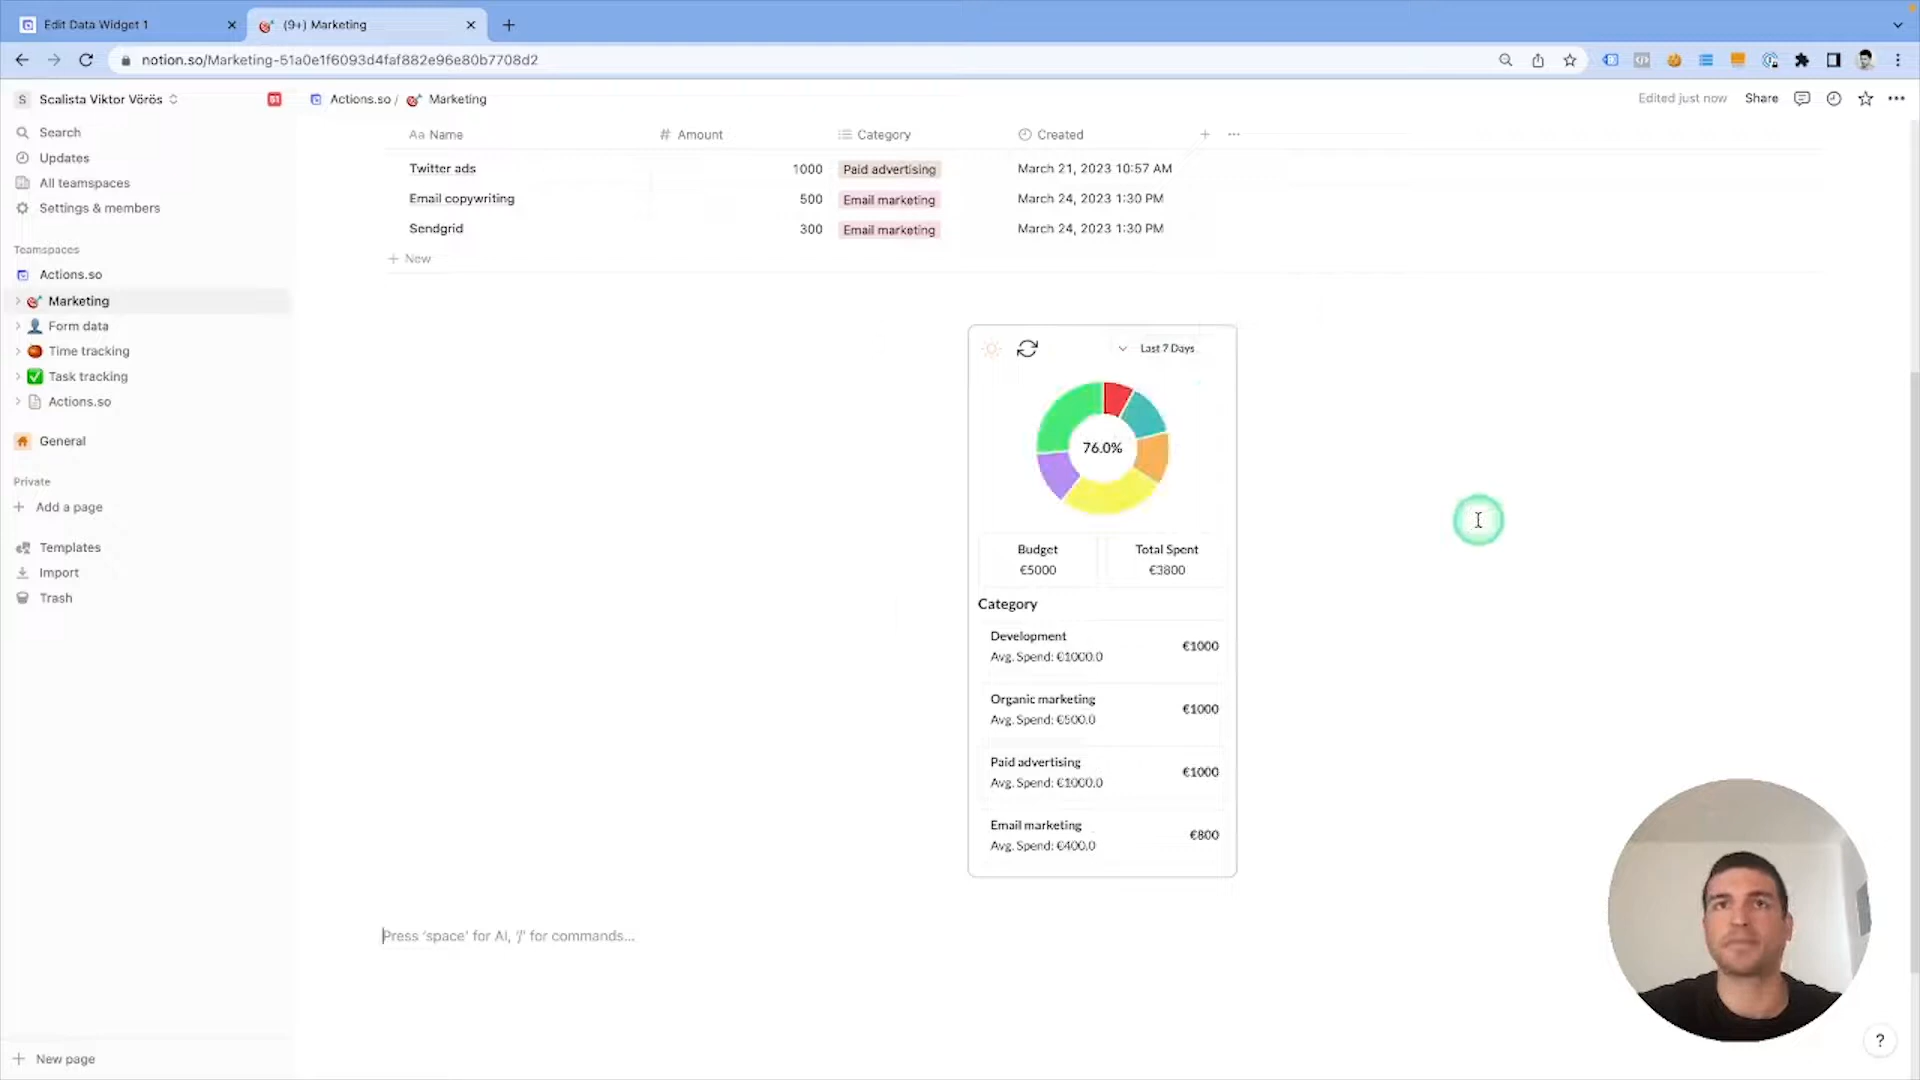 Edit Data Widget 1
(9+) Marketing
notion.so/Marketing-51a0e1f6093d4faf882e96e80b7708d2
S Scalista Viktor Vörös
Actions.so / Marketing
Edited just now
Share
Search
Updates
All teamspaces
Settings & members
Teamspaces
Actions.so
Marketing
Form data
Time tracking
Task tracking
Actions.so
General
Private
Add a page
Templates
Import
Trash
New page
Aa Name # Amount Category Created
Twitter ads 1000 Paid advertising March 21, 2023 10:57 AM
Email copywriting 500 Email marketing March 24, 2023 1:30 PM
Sendgrid 300 Email marketing March 24, 2023 1:30 PM
+ New
Last 7 Days
76.0%
Budget Total Spent
€5000 €3800
Category
Development
€1000
Avg. Spend: €1000.0
Organic marketing
€1000
Avg. Spend: €500.0
Paid advertising
€1000
Avg. Spend: €1000.0
Email marketing
€800
Avg. Spend: €400.0
Press ‘space’ for AI, ‘/’ for commands...
?